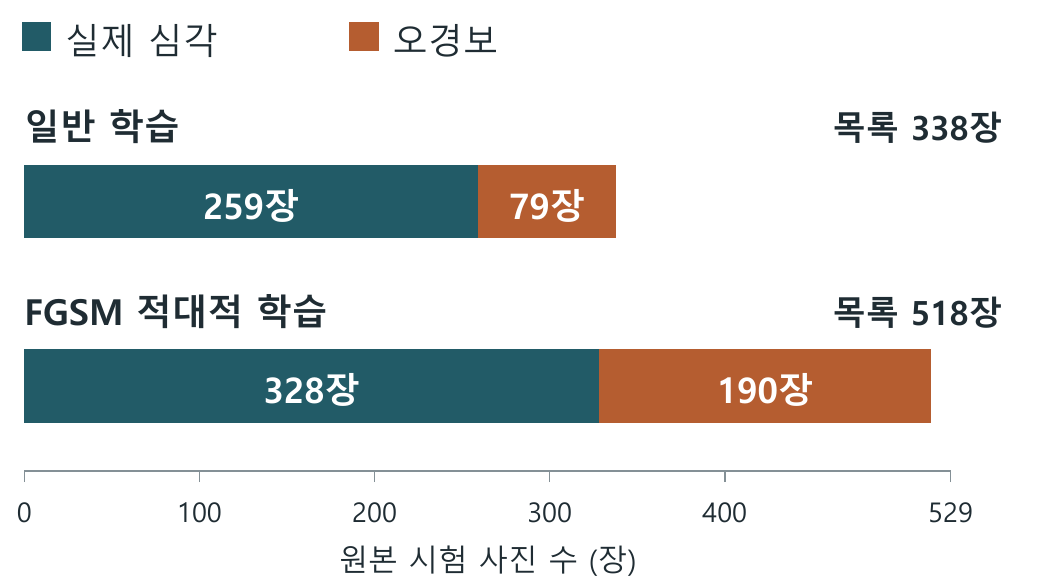 실제 심각 오경보
일반 학습 목록 338장
259장 79장
FGSM 적대적 학습 목록 518장
328장 190장
0 100 200 300 400 529
원본 시험 사진 수 (장)